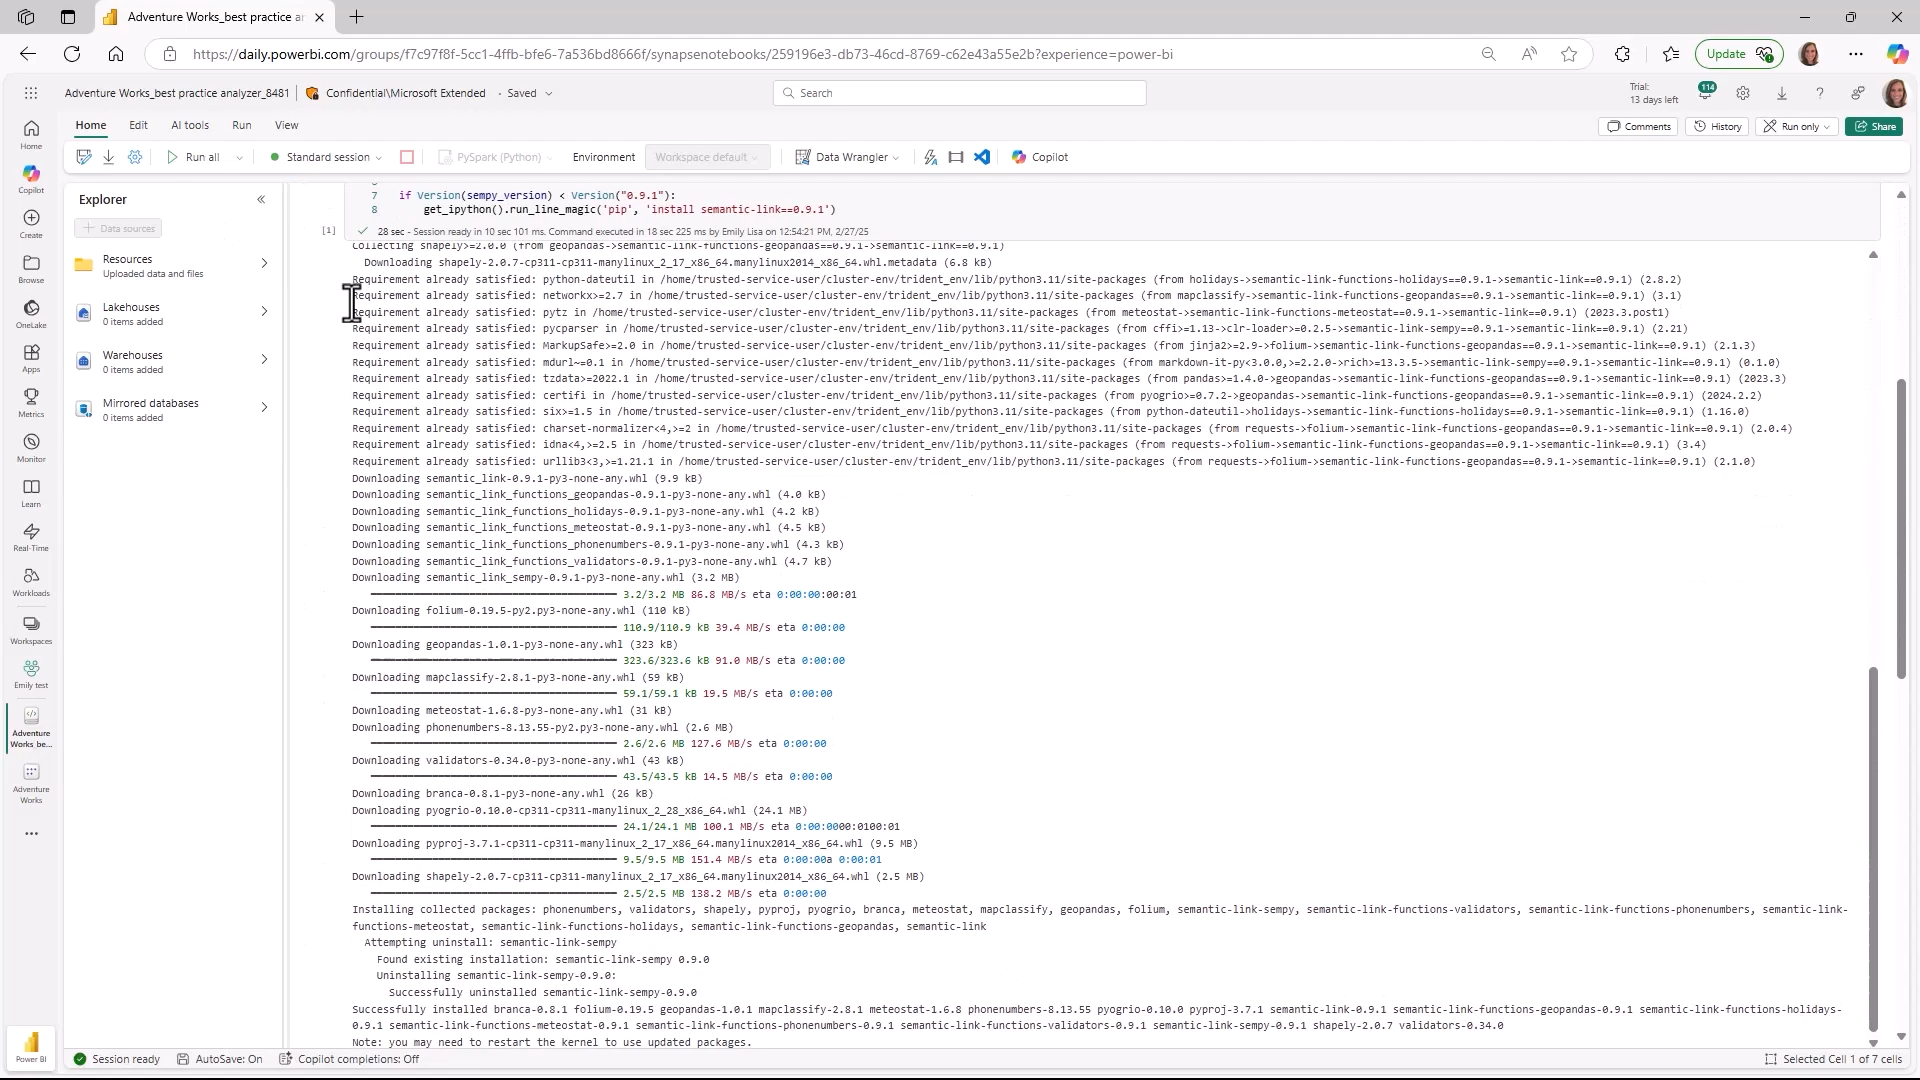 Adventure Works_best practice ar
https://daily.powerbi.com/groups/f7c97f8f-5cc1-4ffb-bfe6-7a536bd8666f/synapsenotebooks/259196e3-db73-46cd-8769-c62e43a55e2b?experience=power-bi
Update
Adventure Works_best practice analyzer_8481
Confidential\Microsoft Extended
• Saved
Search
Trial:
13 days left
114
Home Edit AI tools Run View
Comments History Run only Share
Run all Standard session PySpark (Python) Environment Workspace default Data Wrangler Copilot
Home
Copilot
Create
Browse
OneLake
Apps
Metrics
Monitor
Learn
Real-Time
Workloads
Workspaces
Emily test
Adventure
Works_be...
Adventure
Works
Power BI
Explorer
Data sources
Resources
Uploaded data and files
Lakehouses
0 items added
Warehouses
0 items added
Mirrored databases
0 items added
7 if Version(sempy_version) < Version("0.9.1"):
8 get_ipython().run_line_magic('pip', 'install semantic-link==0.9.1')
[1] 28 sec - Session ready in 10 sec 101 ms. Command executed in 18 sec 225 ms by Emily Lisa on 12:54:21 PM, 2/27/25
Collecting shapely>=2.0.0 (from geopandas->semantic-link-functions-geopandas==0.9.1->semantic-link==0.9.1)
Downloading shapely-2.0.7-cp311-cp311-manylinux_2_17_x86_64.manylinux2014_x86_64.whl.metadata (6.8 kB)
Requirement already satisfied: python-dateutil in /home/trusted-service-user/cluster-env/trident_env/lib/python3.11/site-packages (from holidays->semantic-link-functions-holidays==0.9.1->semantic-link==0.9.1) (2.8.2)
Requirement already satisfied: networkx>=2.7 in /home/trusted-service-user/cluster-env/trident_env/lib/python3.11/site-packages (from mapclassify->semantic-link-functions-geopandas==0.9.1->semantic-link==0.9.1) (3.1)
Requirement already satisfied: pytz in /home/trusted-service-user/cluster-env/trident_env/lib/python3.11/site-packages (from meteostat->semantic-link-functions-meteostat==0.9.1->semantic-link==0.9.1) (2023.3.post1)
Requirement already satisfied: pycparser in /home/trusted-service-user/cluster-env/trident_env/lib/python3.11/site-packages (from cffi>=1.13->clr-loader>=0.2.5->semantic-link-sempy==0.9.1->semantic-link==0.9.1) (2.21)
Requirement already satisfied: MarkupSafe>=2.0 in /home/trusted-service-user/cluster-env/trident_env/lib/python3.11/site-packages (from jinja2>=2.9->folium->semantic-link-functions-geopandas==0.9.1->semantic-link==0.9.1) (2.1.3)
Requirement already satisfied: mdurl~=0.1 in /home/trusted-service-user/cluster-env/trident_env/lib/python3.11/site-packages (from markdown-it-py<3.0.0,>=2.2.0->rich>=13.3.5->semantic-link-sempy==0.9.1->semantic-link==0.9.1) (0.1.0)
Requirement already satisfied: tzdata>=2022.1 in /home/trusted-service-user/cluster-env/trident_env/lib/python3.11/site-packages (from pandas>=1.4.0->geopandas->semantic-link-functions-geopandas==0.9.1->semantic-link==0.9.1) (2023.3)
Requirement already satisfied: certifi in /home/trusted-service-user/cluster-env/trident_env/lib/python3.11/site-packages (from pyogrio>=0.7.2->geopandas->semantic-link-functions-geopandas==0.9.1->semantic-link==0.9.1) (2024.2.2)
Requirement already satisfied: six>=1.5 in /home/trusted-service-user/cluster-env/trident_env/lib/python3.11/site-packages (from python-dateutil->holidays->semantic-link-functions-holidays==0.9.1->semantic-link==0.9.1) (1.16.0)
Requirement already satisfied: charset-normalizer<4,>=2 in /home/trusted-service-user/cluster-env/trident_env/lib/python3.11/site-packages (from requests->folium->semantic-link-functions-geopandas==0.9.1->semantic-link==0.9.1) (2.0.4)
Requirement already satisfied: idna<4,>=2.5 in /home/trusted-service-user/cluster-env/trident_env/lib/python3.11/site-packages (from requests->folium->semantic-link-functions-geopandas==0.9.1->semantic-link==0.9.1) (3.4)
Requirement already satisfied: urllib3<3,>=1.21.1 in /home/trusted-service-user/cluster-env/trident_env/lib/python3.11/site-packages (from requests->folium->semantic-link-functions-geopandas==0.9.1->semantic-link==0.9.1) (2.1.0)
Downloading semantic_link-0.9.1-py3-none-any.whl (9.9 kB)
Downloading semantic_link_functions_geopandas-0.9.1-py3-none-any.whl (4.0 kB)
Downloading semantic_link_functions_holidays-0.9.1-py3-none-any.whl (4.2 kB)
Downloading semantic_link_functions_meteostat-0.9.1-py3-none-any.whl (4.5 kB)
Downloading semantic_link_functions_phonenumbers-0.9.1-py3-none-any.whl (4.3 kB)
Downloading semantic_link_functions_validators-0.9.1-py3-none-any.whl (4.7 kB)
Downloading semantic_link_sempy-0.9.1-py3-none-any.whl (3.2 MB)
3.2/3.2 MB 86.8 MB/s eta 0:00:00:00:01
Downloading folium-0.19.5-py2.py3-none-any.whl (110 kB)
110.9/110.9 kB 39.4 MB/s eta 0:00:00
Downloading geopandas-1.0.1-py3-none-any.whl (323 kB)
323.6/323.6 kB 91.0 MB/s eta 0:00:00
Downloading mapclassify-2.8.1-py3-none-any.whl (59 kB)
59.1/59.1 kB 19.5 MB/s eta 0:00:00
Downloading meteostat-1.6.8-py3-none-any.whl (31 kB)
Downloading phonenumbers-8.13.55-py2.py3-none-any.whl (2.6 MB)
2.6/2.6 MB 127.6 MB/s eta 0:00:00
Downloading validators-0.34.0-py3-none-any.whl (43 kB)
43.5/43.5 kB 14.5 MB/s eta 0:00:00
Downloading branca-0.8.1-py3-none-any.whl (26 kB)
Downloading pyogrio-0.10.0-cp311-cp311-manylinux_2_28_x86_64.whl (24.1 MB)
24.1/24.1 MB 100.1 MB/s eta 0:00:0000:0100:01
Downloading pyproj-3.7.1-cp311-cp311-manylinux_2_17_x86_64.manylinux2014_x86_64.whl (9.5 MB)
9.5/9.5 MB 151.4 MB/s eta 0:00:00a 0:00:01
Downloading shapely-2.0.7-cp311-cp311-manylinux_2_17_x86_64.manylinux2014_x86_64.whl (2.5 MB)
2.5/2.5 MB 138.2 MB/s eta 0:00:00
Installing collected packages: phonenumbers, validators, shapely, pyproj, pyogrio, branca, meteostat, mapclassify, geopandas, folium, semantic-link-sempy, semantic-link-functions-validators, semantic-link-functions-phonenumbers, semantic-link-
functions-meteostat, semantic-link-functions-holidays, semantic-link-functions-geopandas, semantic-link
Attempting uninstall: semantic-link-sempy
Found existing installation: semantic-link-sempy 0.9.0
Uninstalling semantic-link-sempy-0.9.0:
Successfully uninstalled semantic-link-sempy-0.9.0
Successfully installed branca-0.8.1 folium-0.19.5 geopandas-1.0.1 mapclassify-2.8.1 meteostat-1.6.8 phonenumbers-8.13.55 pyogrio-0.10.0 pyproj-3.7.1 semantic-link-0.9.1 semantic-link-functions-geopandas-0.9.1 semantic-link-functions-holidays-
0.9.1 semantic-link-functions-meteostat-0.9.1 semantic-link-functions-phonenumbers-0.9.1 semantic-link-functions-validators-0.9.1 semantic-link-sempy-0.9.1 shapely-2.0.7 validators-0.34.0
Note: you may need to restart the kernel to use updated packages.
Session ready AutoSave: On Copilot completions: Off Selected Cell 1 of 7 cells